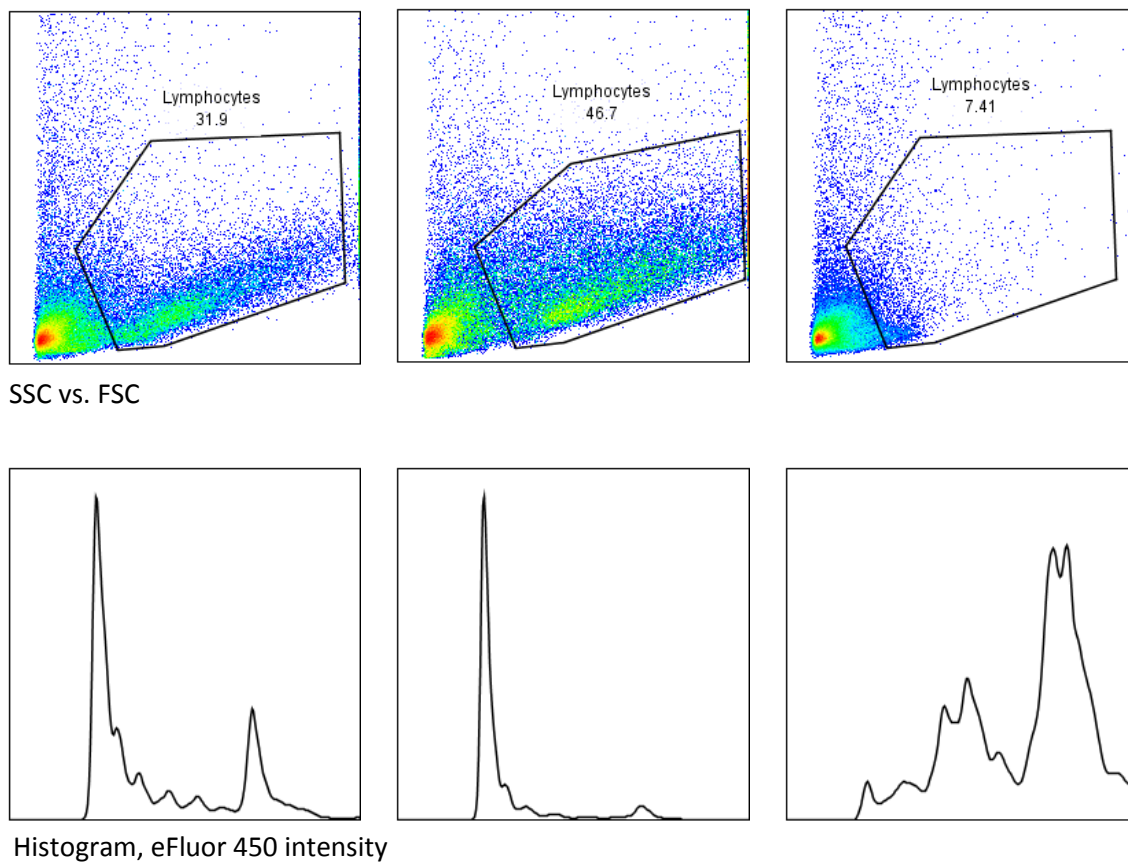 Lymphocytes
31.9
Lymphocytes
46.7
Lymphocytes
7.41
SSC vs. FSC
Histogram, eFluor 450 intensity